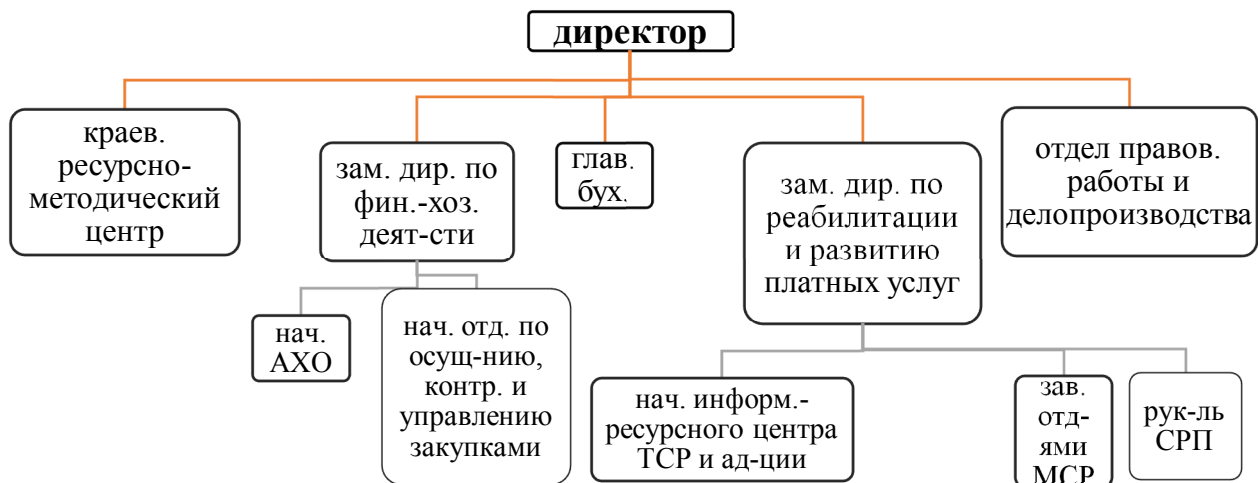 директор
краев.
ресурсно-
методический
центр
зам. дир. по
фин.-хоз.
деят-сти
глав.
бух.
зам. дир. по
реабилитации
и развитию
платных услуг
отдел правов.
работы и
делопроизводства
нач.
АХО
нач. отд. по
осущ-нию,
контр. и
управлению
закупками
нач. информ.-
ресурсного центра
ТСР и ад-ции
зав.
отд-
ями
МСР
рук-ль
СРП